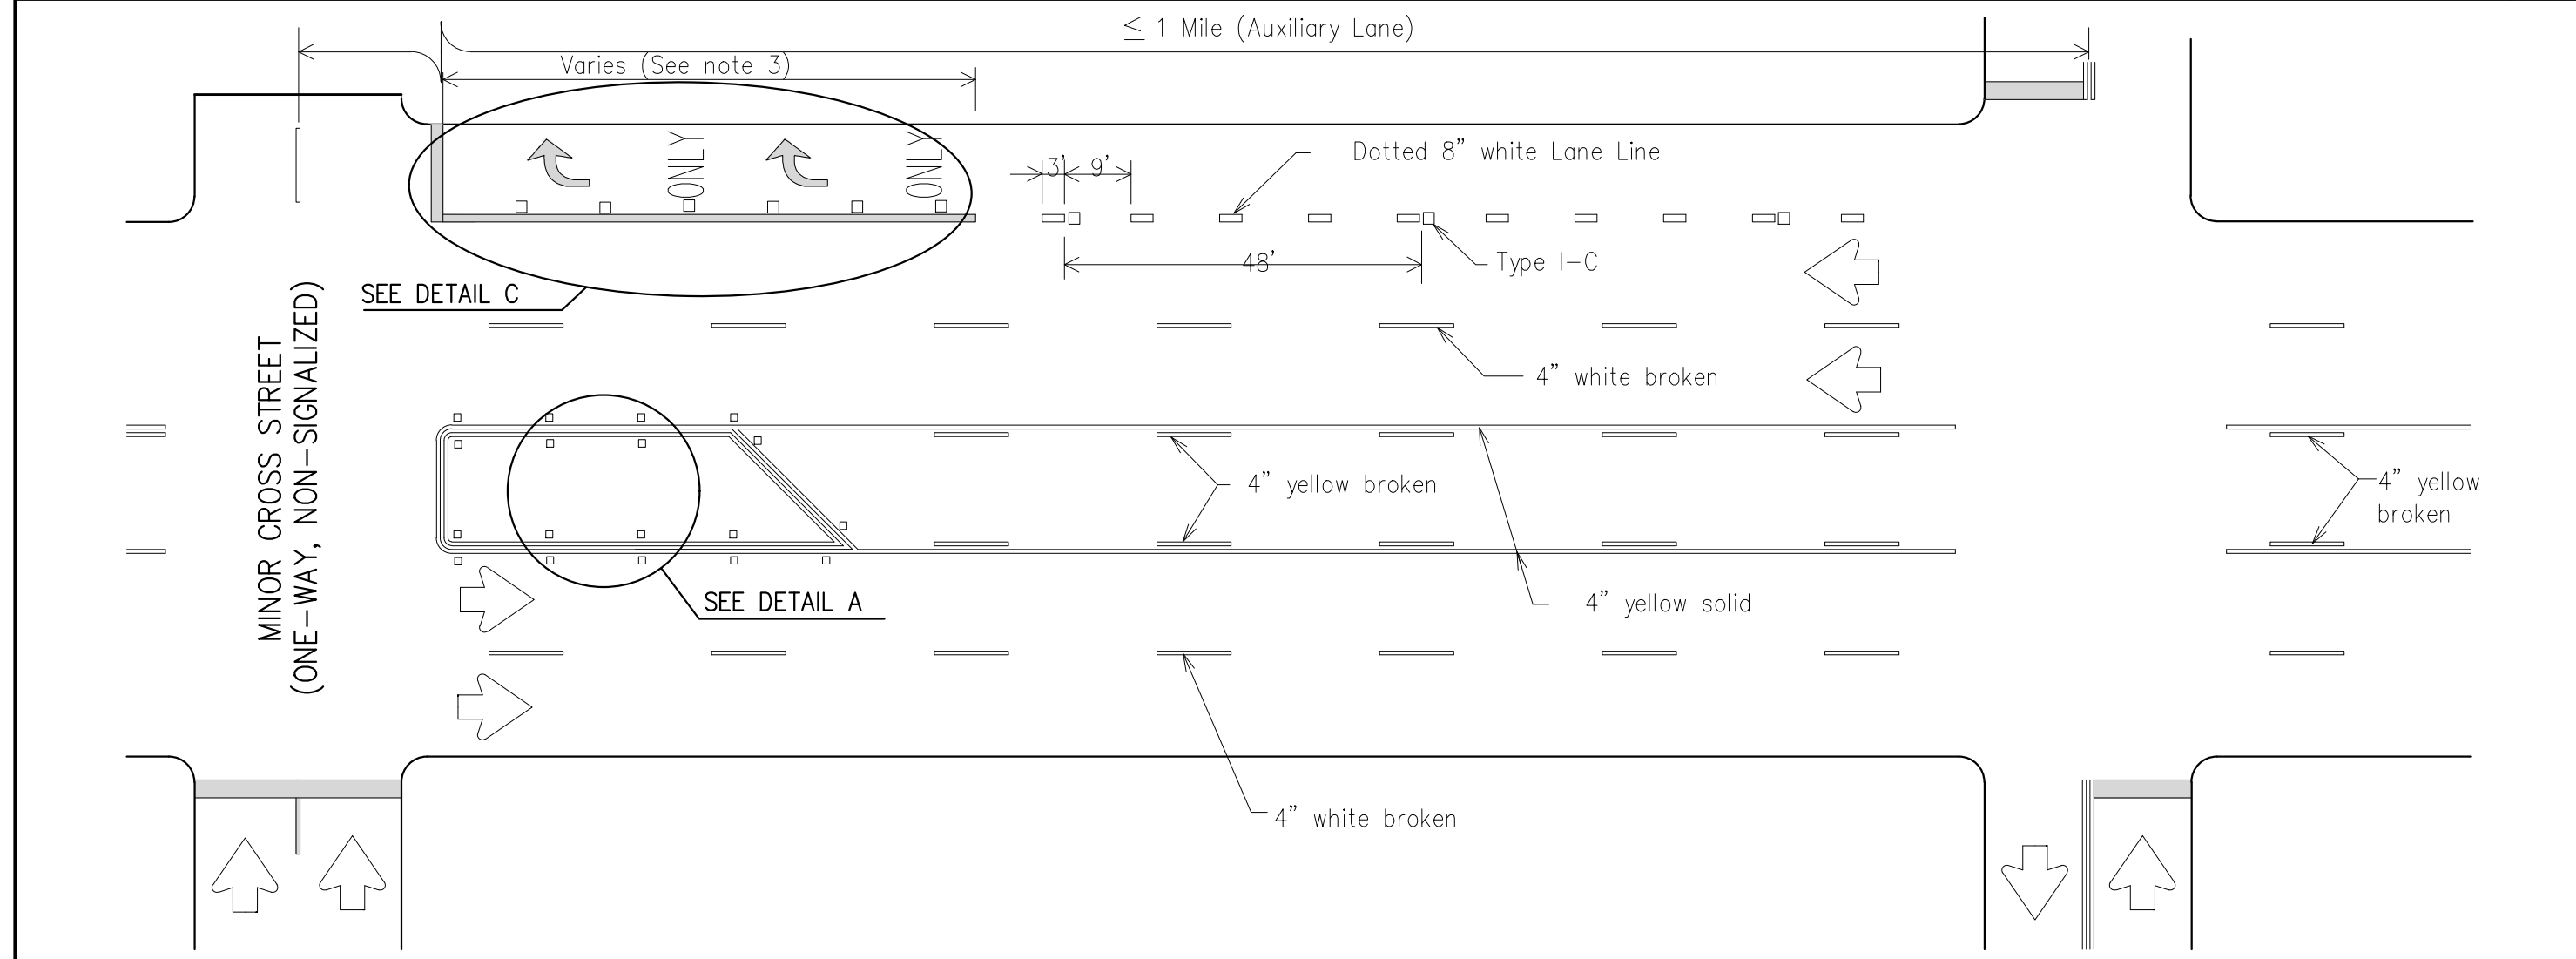 ≤ 1 Mile (Auxiliary Lane)
Varies (See note 3)
ONLY
ONLY
3'
9'
Dotted 8" white Lane Line
48'
Type I-C
SEE DETAIL C
4" white broken
MINOR CROSS STREET
(ONE-WAY, NON-SIGNALIZED)
4" yellow broken
4" yellow
broken
SEE DETAIL A
4" yellow solid
4" white broken